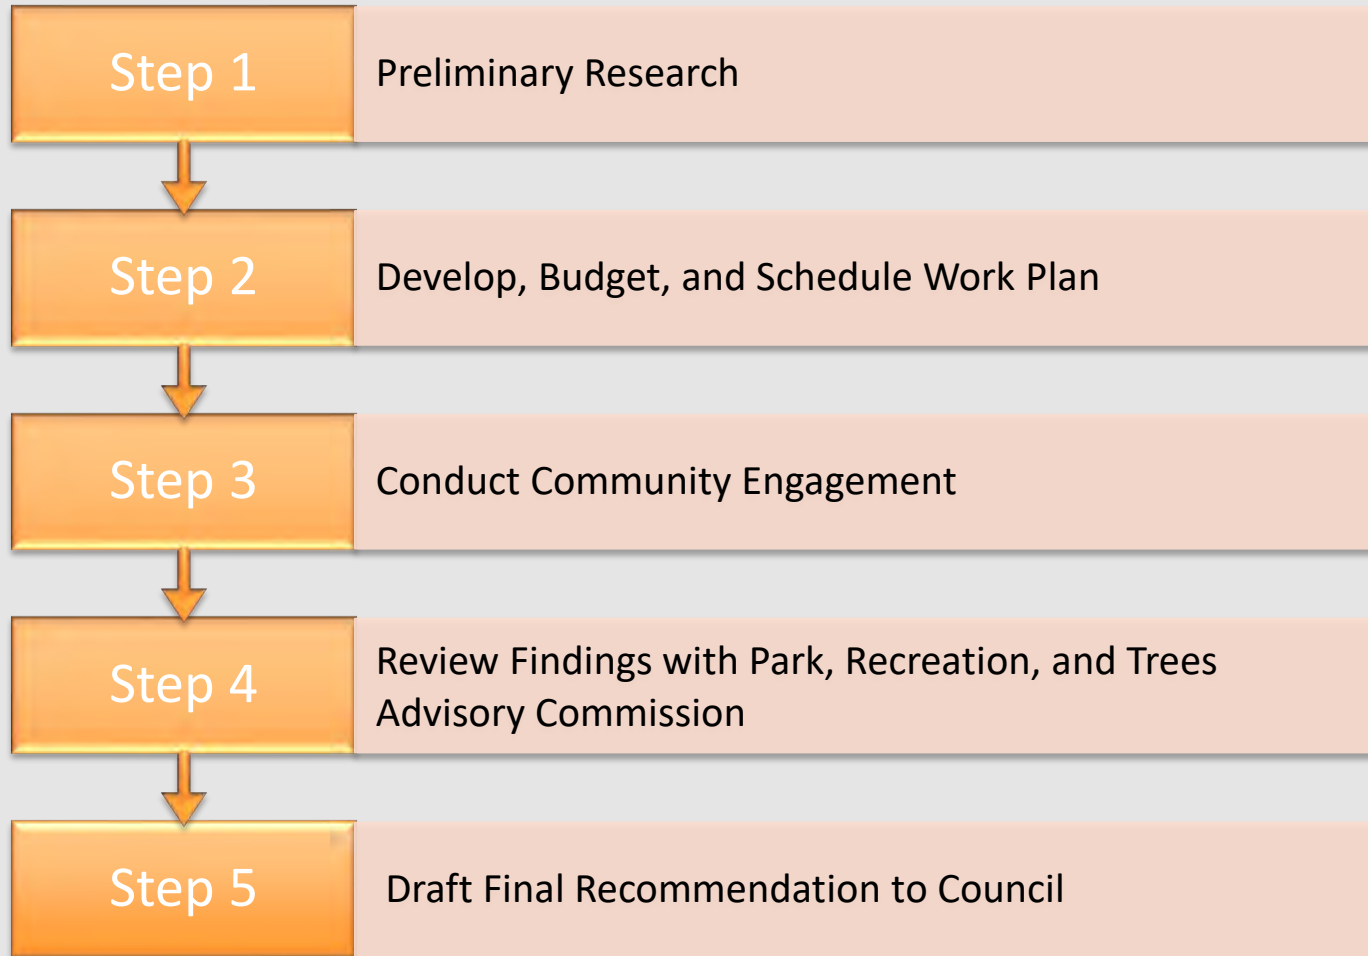 Step 1
Preliminary Research
Step 2
Develop, Budget, and Schedule Work Plan
Step 3
Conduct Community Engagement
Step 4
Review Findings with Park, Recreation, and Trees
Advisory Commission
Step 5
Draft Final Recommendation to Council